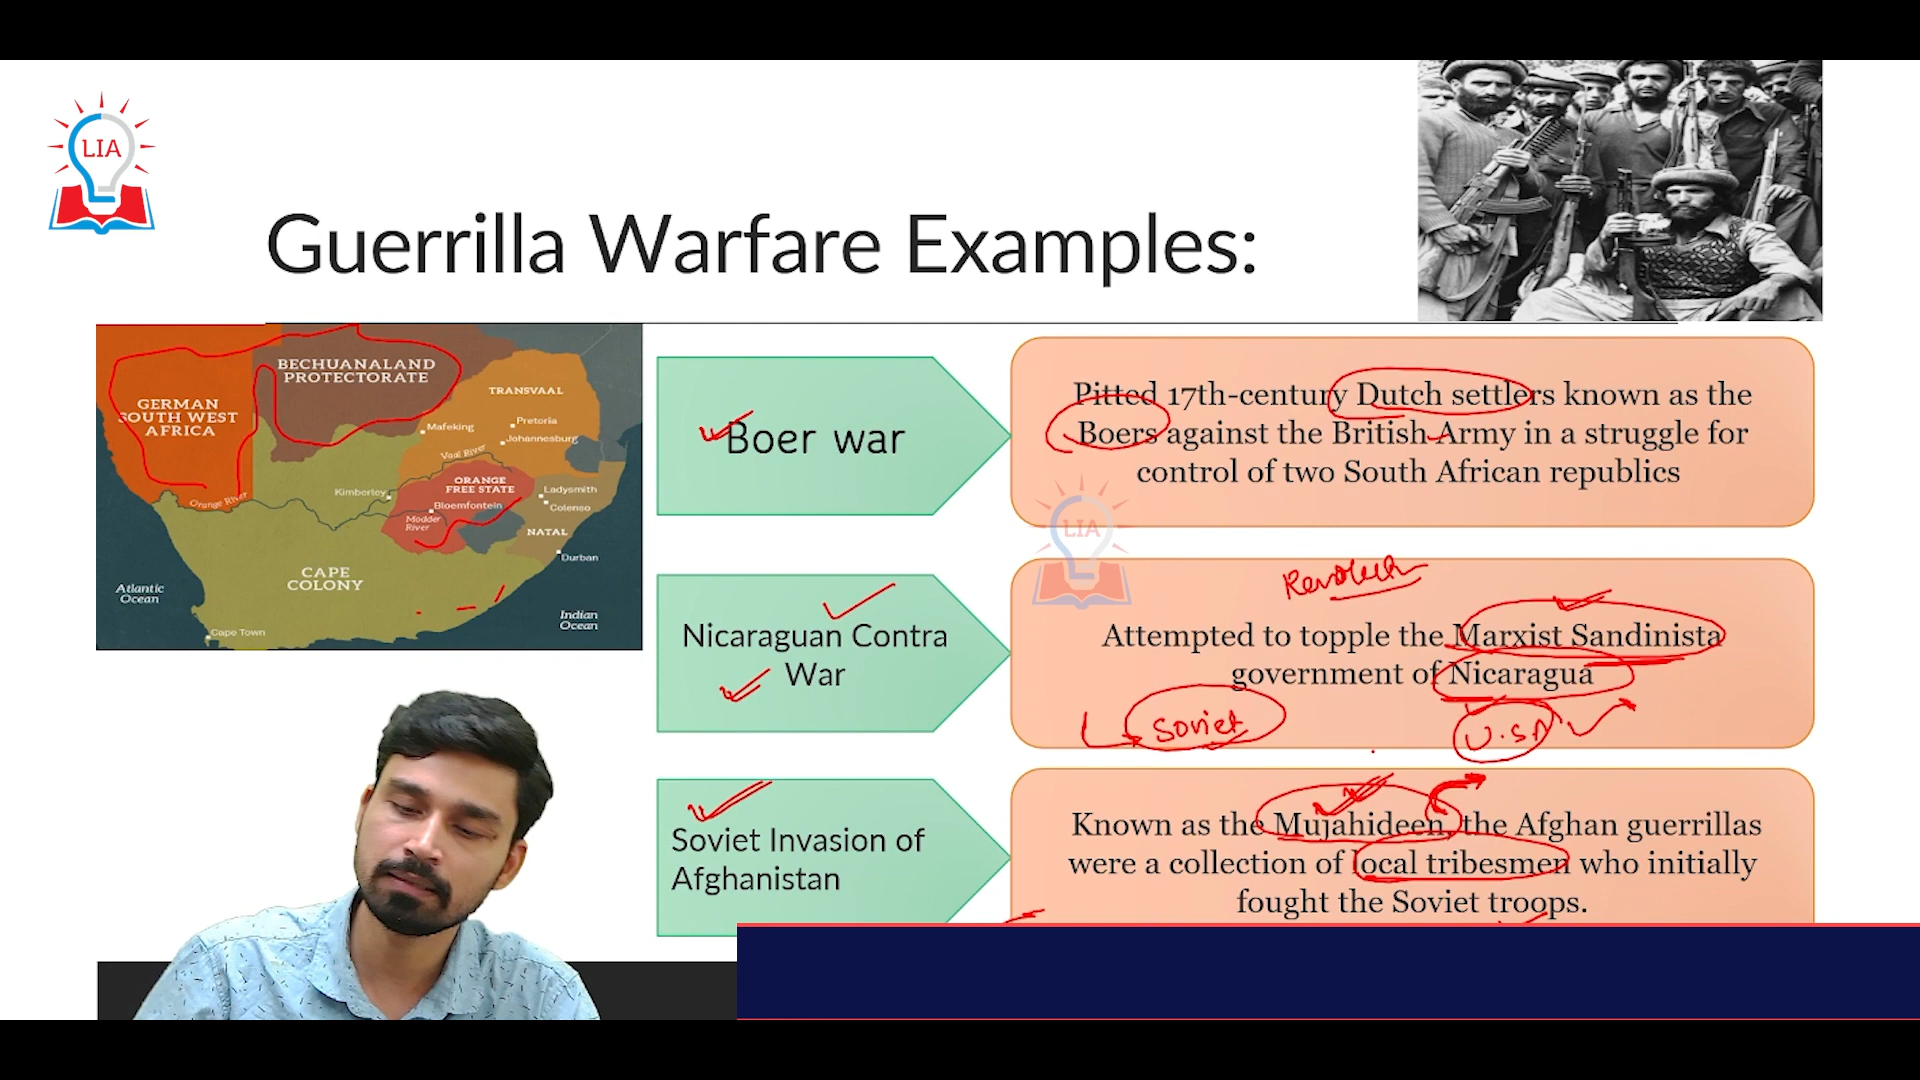 LIA
Guerrilla Warfare Examples:
GERMAN
SOUTH WEST
AFRICA
BECHUANALAND
PROTECTORATE
TRANSVAAL
Pretoria
Mafeking
Johannesburg
Vaal River
ORANGE
FREE STATE
Kimberley
Ladysmith
Orange River
Bloemfontein
Colenso
Modder
River
NATAL
Durban
CAPE
COLONY
Atlantic
Ocean
Indian
Ocean
Cape Town
Boer war
Pitted 17th-century Dutch settlers known as the
Boers against the British Army in a struggle for
control of two South African republics
LIA
Nicaraguan Contra
War
Attempted to topple the Marxist Sandinista
government of Nicaragua
Soviet
U.SA
Soviet Invasion of
Afghanistan
Known as the Mujahideen, the Afghan guerrillas
were a collection of local tribesmen who initially
fought the Soviet troops.